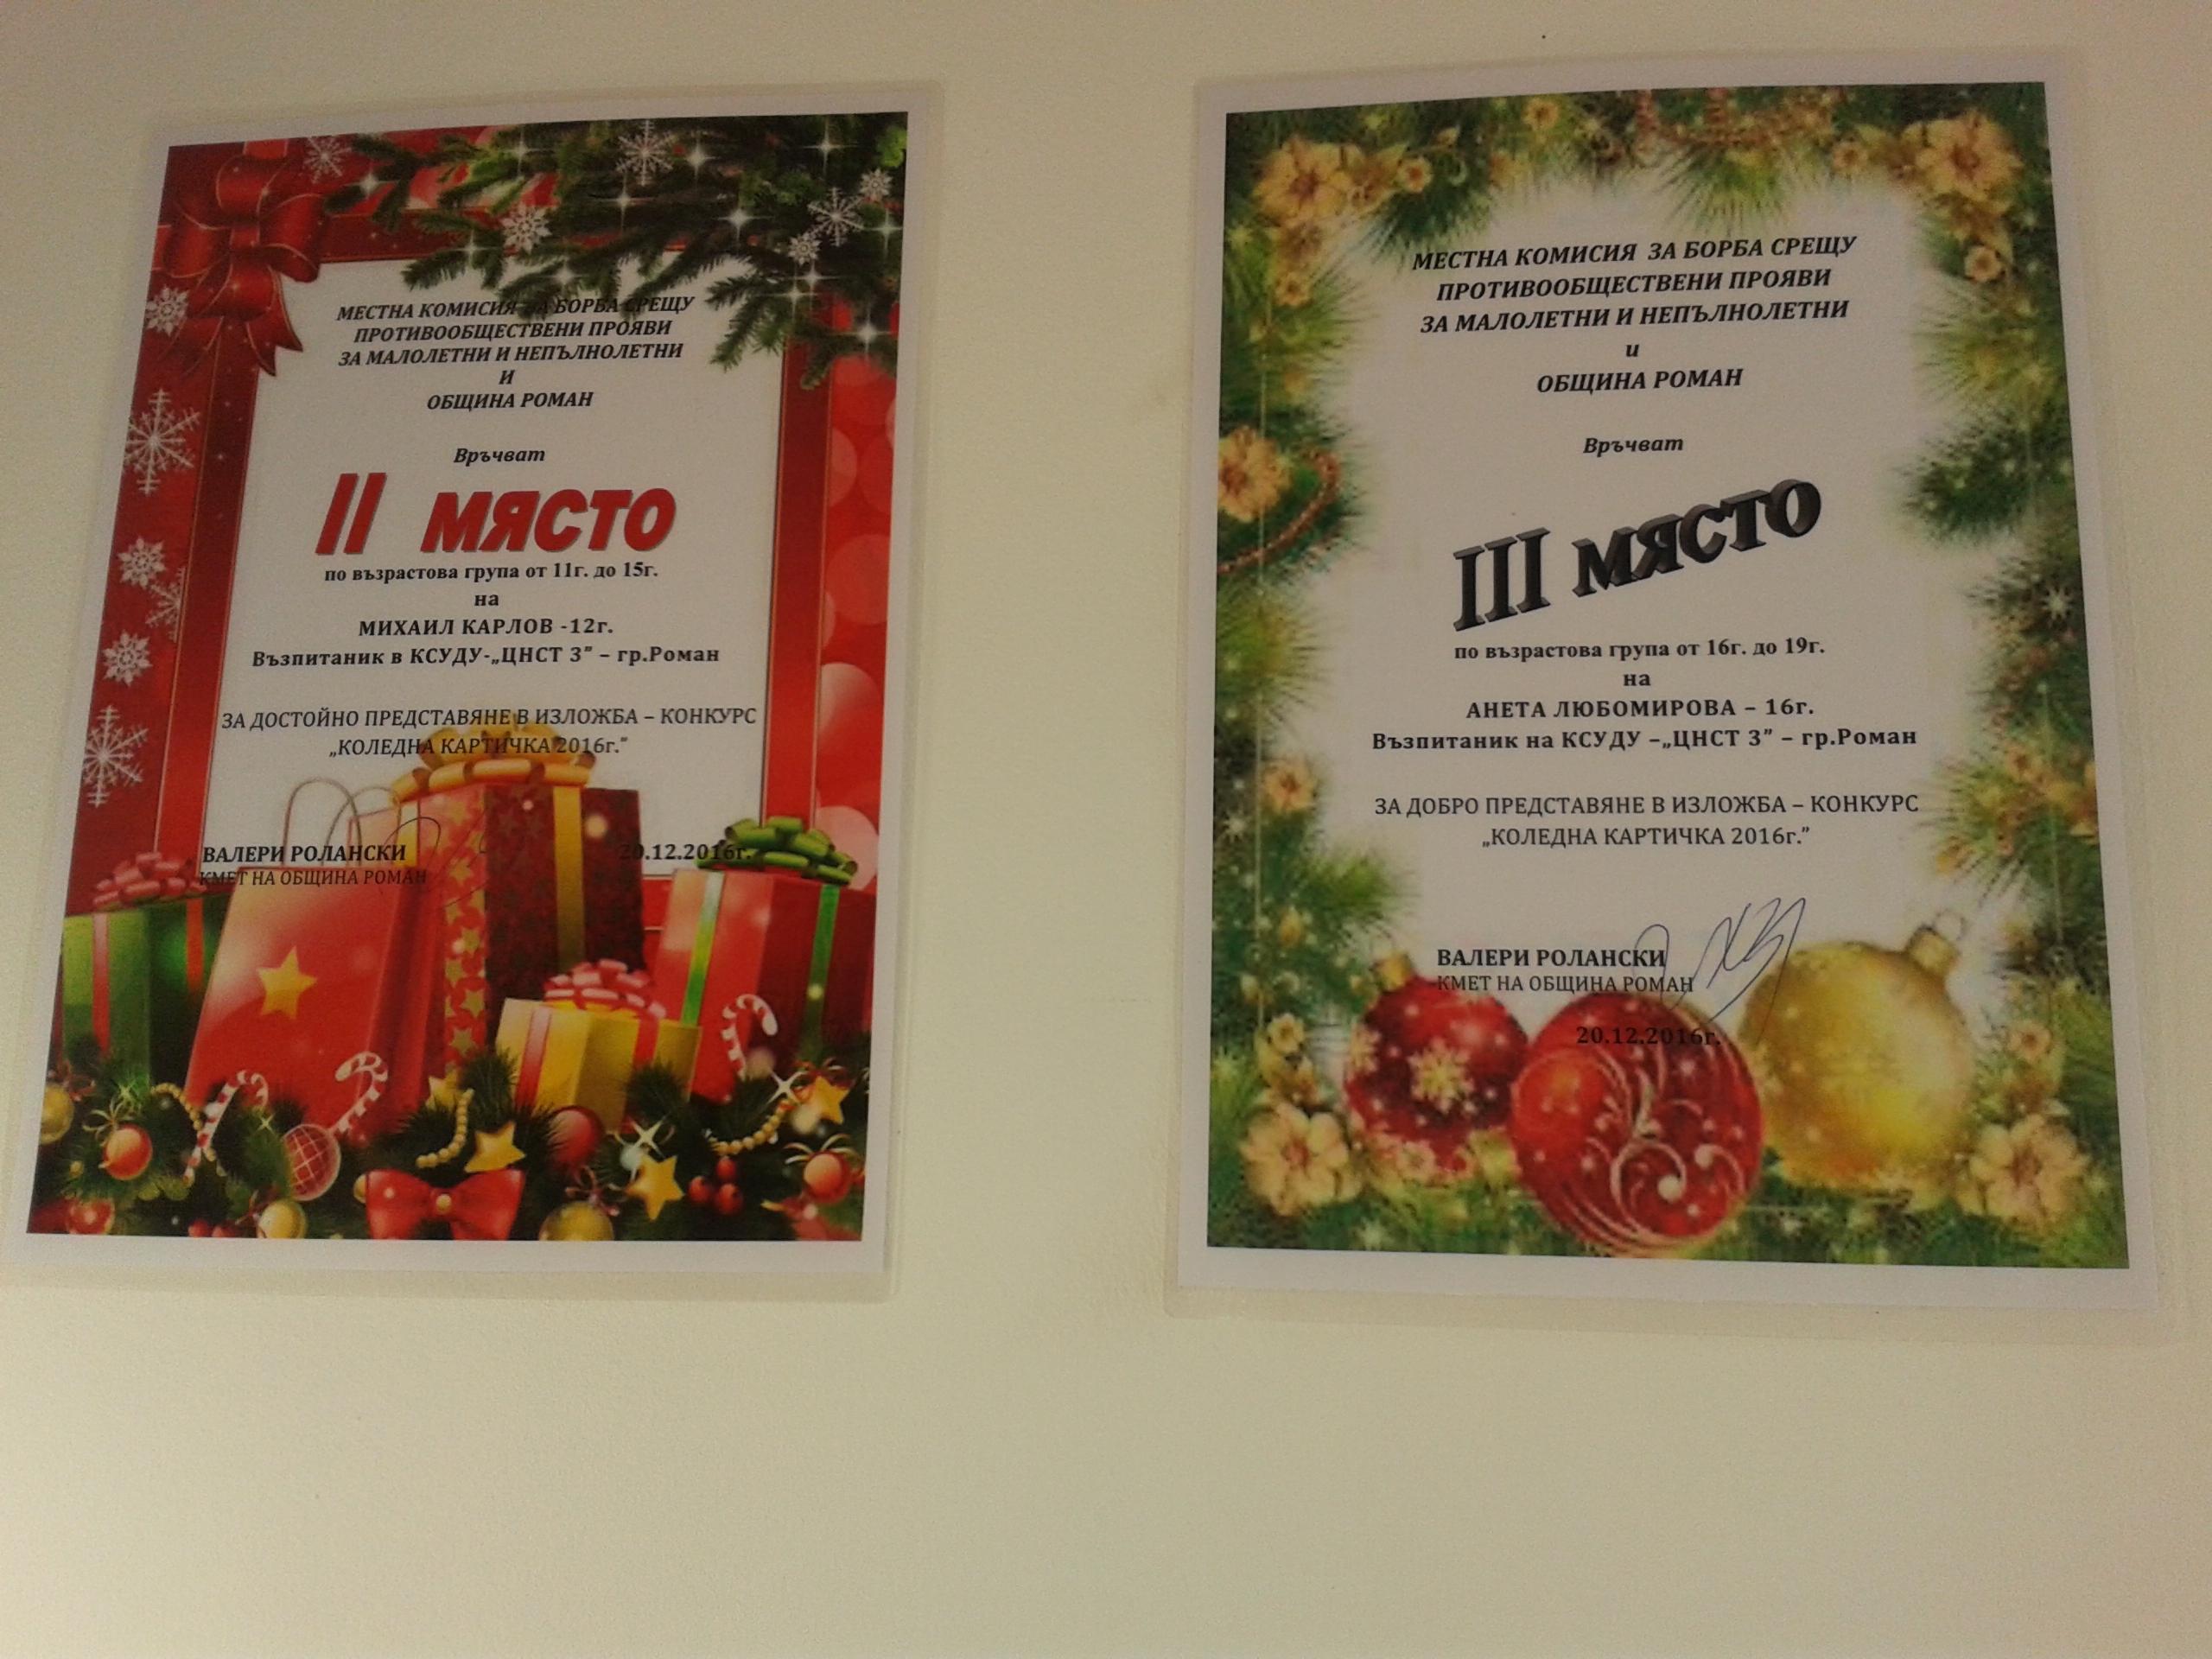 МЕСТНА КОМИСИЯ ЗА БОРБА СРЕЩУ
ПРОТИВООБЩЕСТВЕНИ ПРОЯВИ
ЗА МАЛОЛЕТНИ И НЕПЪЛНОЛЕТНИ
И
ОБЩИНА РОМАН
Връчват
II МЯСТО
по възрастова група от 11г. до 15г.
на
МИХАИЛ КАРЛОВ -12г.
Възпитаник в КСУДУ-„ЦНСТ 3” – гр.Роман
ЗА ДОСТОЙНО ПРЕДСТАВЯНЕ В ИЗЛОЖБА – КОНКУРС
„КОЛЕДНА КАРТИЧКА 2016г.”
ВАЛЕРИ РОЛАНСКИ
20.12.2016г.
КМЕТ НА ОБЩИНА РОМАН
МЕСТНА КОМИСИЯ ЗА БОРБА СРЕЩУ
ПРОТИВООБЩЕСТВЕНИ ПРОЯВИ
ЗА МАЛОЛЕТНИ И НЕПЪЛНОЛЕТНИ
и
ОБЩИНА РОМАН
Връчват
III МЯСТО
по възрастова група от 16г. до 19г.
на
АНЕТА ЛЮБОМИРОВА – 16г.
Възпитаник на КСУДУ –„ЦНСТ 3” – гр.Роман
ЗА ДОБРО ПРЕДСТАВЯНЕ В ИЗЛОЖБА – КОНКУРС
„КОЛЕДНА КАРТИЧКА 2016г.”
ВАЛЕРИ РОЛАНСКИ
КМЕТ НА ОБЩИНА РОМАН
20.12.2016г.